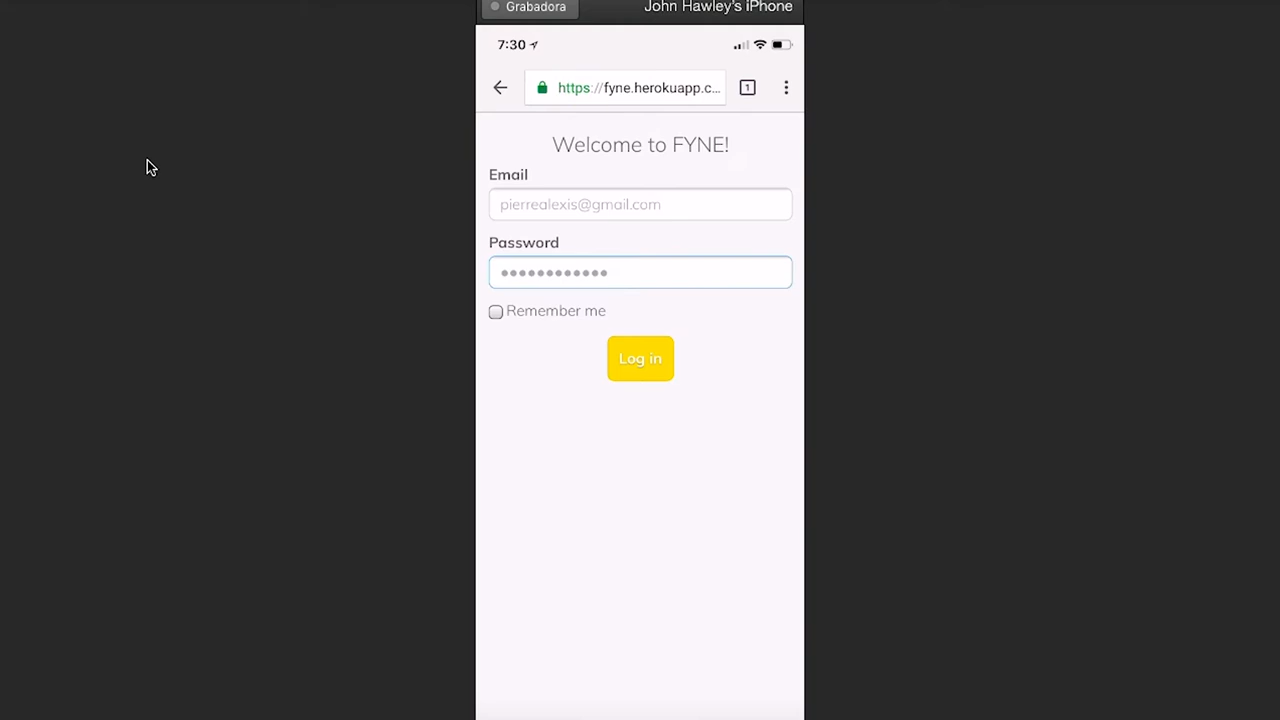 Grabadora
John Hawley's iPhone
7:30
https://fyne.herokuapp.c...
1
Welcome to FYNE!
Email
pierrealexis@gmail.com
Password
••••••••••••
Remember me
Log in